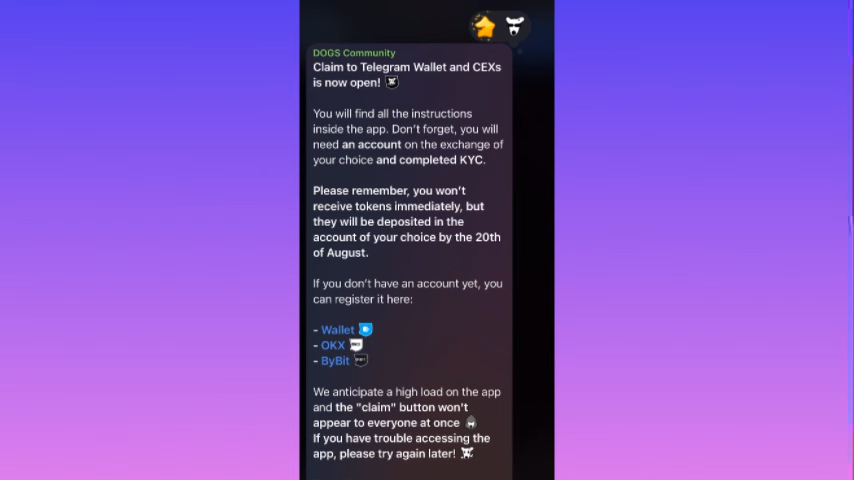 DOGS Community
Claim to Telegram Wallet and CEXs
is now open!
You will find all the instructions
inside the app. Don't forget, you will
need an account on the exchange of
your choice and completed KYC.
Please remember, you won't
receive tokens immediately, but
they will be deposited in the
account of your choice by the 20th
of August.
If you don't have an account yet, you
can register it here:
- Wallet
- OKX
- ByBit
We anticipate a high load on the app
and the "claim" button won't
appear to everyone at once
If you have trouble accessing the
app, please try again later!